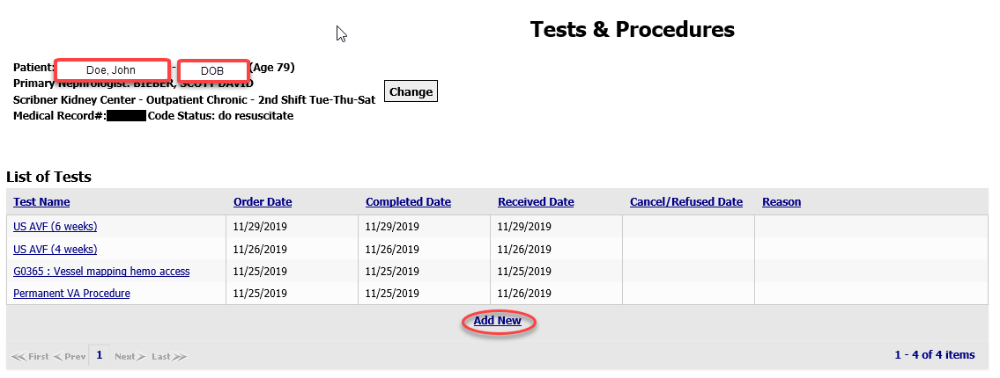 Tests & Procedures
Patient: Doe, John - DOB (Age 79)
Primary Nephrologist: BIEBER, SCOTT DAVID
Scribner Kidney Center - Outpatient Chronic - 2nd Shift Tue-Thu-Sat
Change
Medical Record#: Code Status: do resuscitate
List of Tests
Test Name Order Date Completed Date Received Date Cancel/Refused Date Reason
US AVF (6 weeks) 11/29/2019 11/29/2019 11/29/2019
US AVF (4 weeks) 11/26/2019 11/26/2019 11/26/2019
G0365 : Vessel mapping hemo access 11/25/2019 11/25/2019 11/25/2019
Permanent VA Procedure 11/25/2019 11/25/2019 11/26/2019
Add New
First Prev 1 Next Last 1 - 4 of 4 items